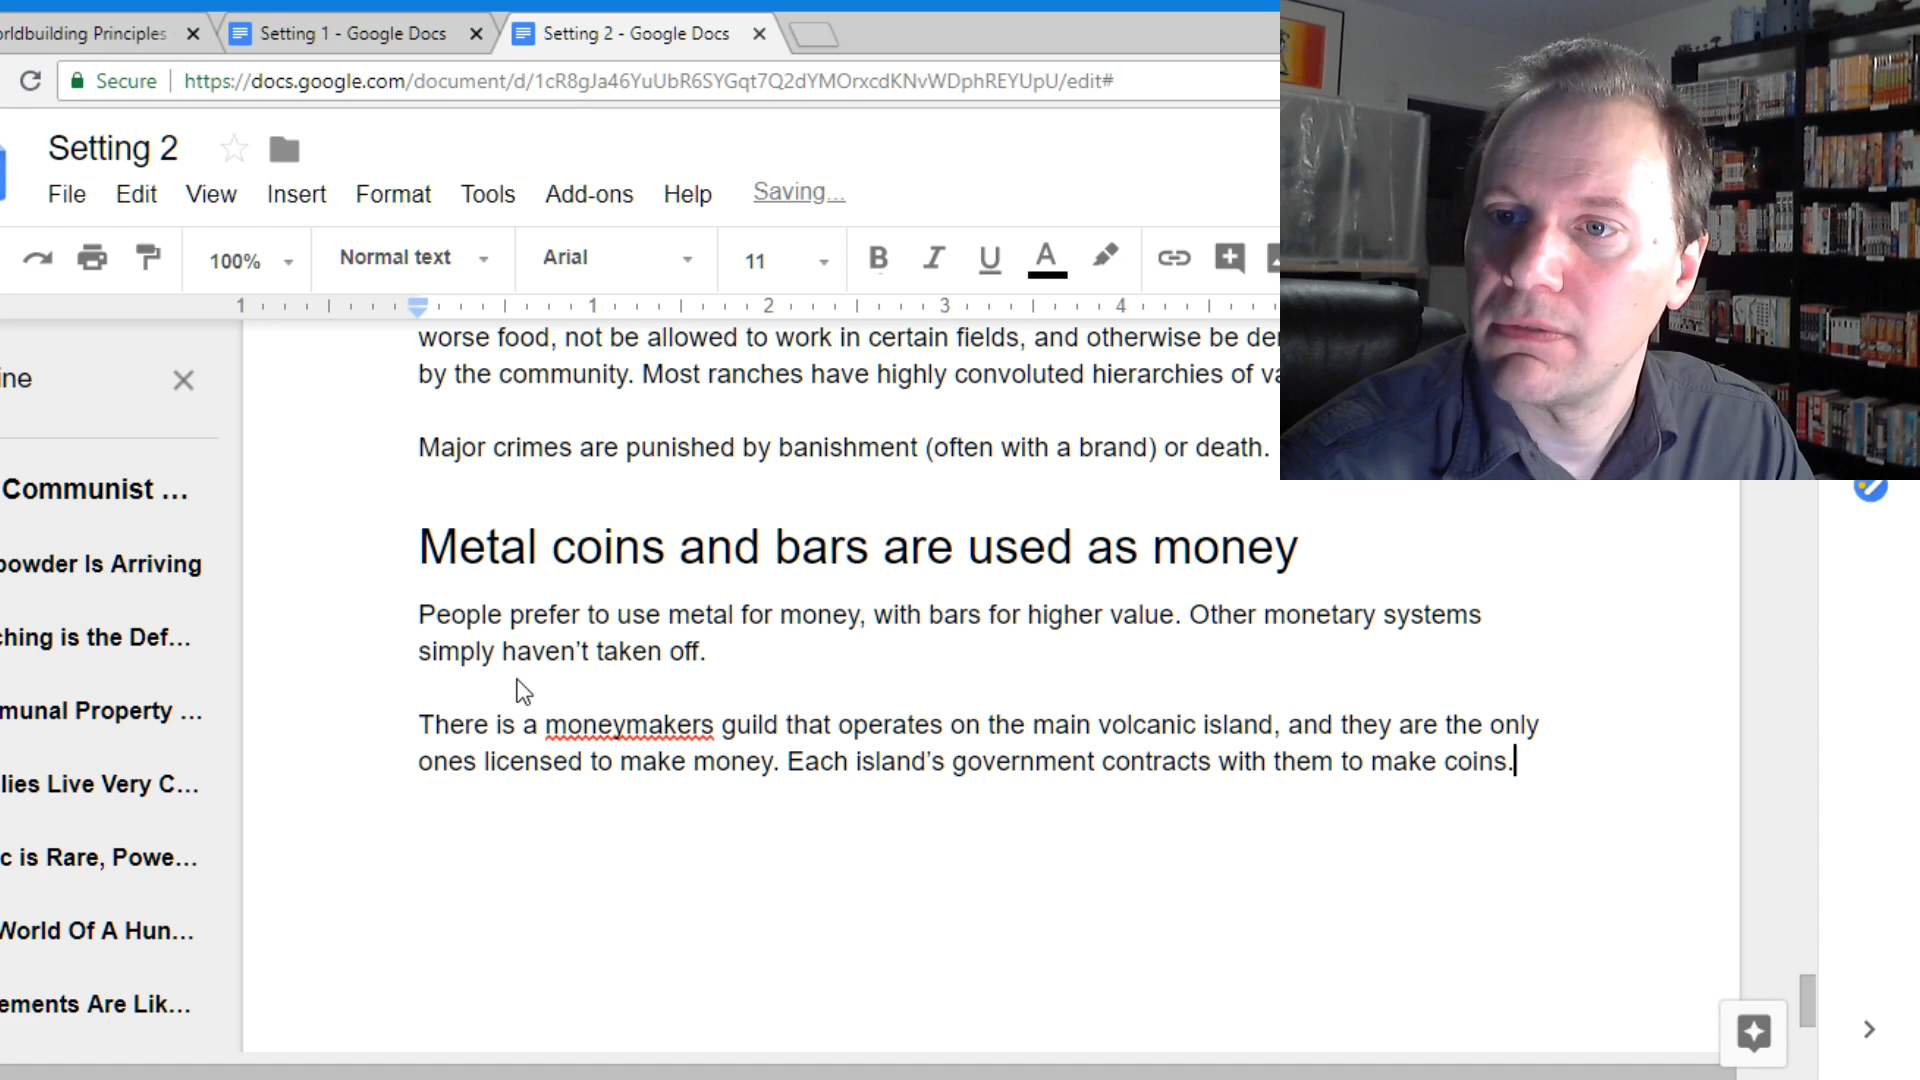 orldbuilding Principles
Setting 1 - Google Docs
Setting 2 - Google Docs
Secure
https://docs.google.com/document/d/1cR8gJa46YuUbR6SYGqt7Q2dYMOrxcdKNvWDphREYUpU/edit#
Setting 2
File Edit View Insert Format Tools Add-ons Help Saving...
100% Normal text Arial 11 B I U A
1 1 2 3 4
worse food, not be allowed to work in certain fields, and otherwise be
by the community. Most ranches have highly convoluted hierarchies of
Major crimes are punished by banishment (often with a brand) or death.
Metal coins and bars are used as money
People prefer to use metal for money, with bars for higher value. Other monetary systems
simply haven’t taken off.
There is a moneymakers guild that operates on the main volcanic island, and they are the only
ones licensed to make money. Each island’s government contracts with them to make coins.
ine
Communist ...
powder Is Arriving
ching is the Def...
munal Property ...
lies Live Very C...
c is Rare, Powe...
World Of A Hun...
ements Are Lik...